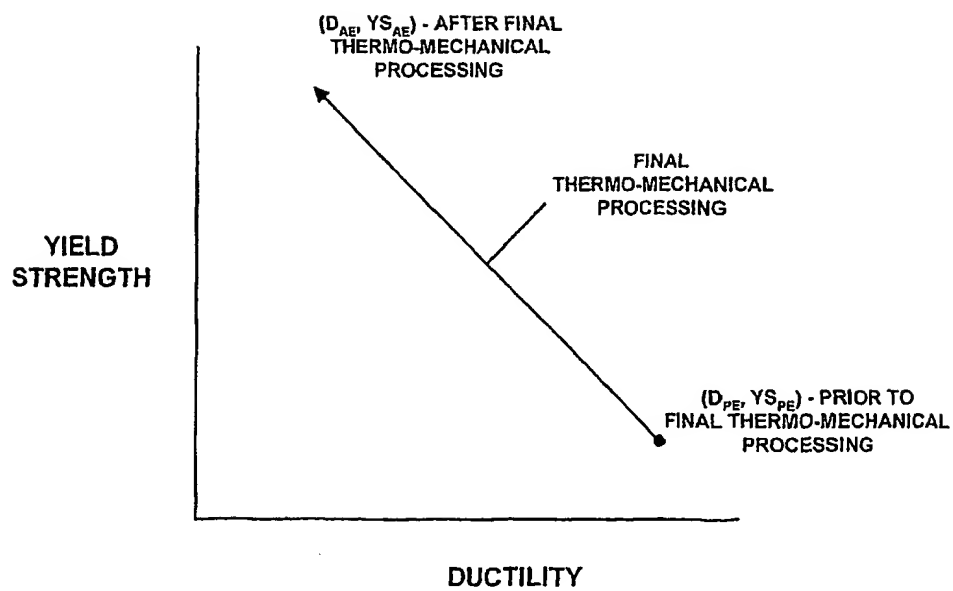 (D_AE, YS_AE) - AFTER FINAL
THERMO-MECHANICAL
PROCESSING
FINAL
THERMO-MECHANICAL
PROCESSING
YIELD
STRENGTH
(D_PE, YS_PE) - PRIOR TO
FINAL THERMO-MECHANICAL
PROCESSING
DUCTILITY